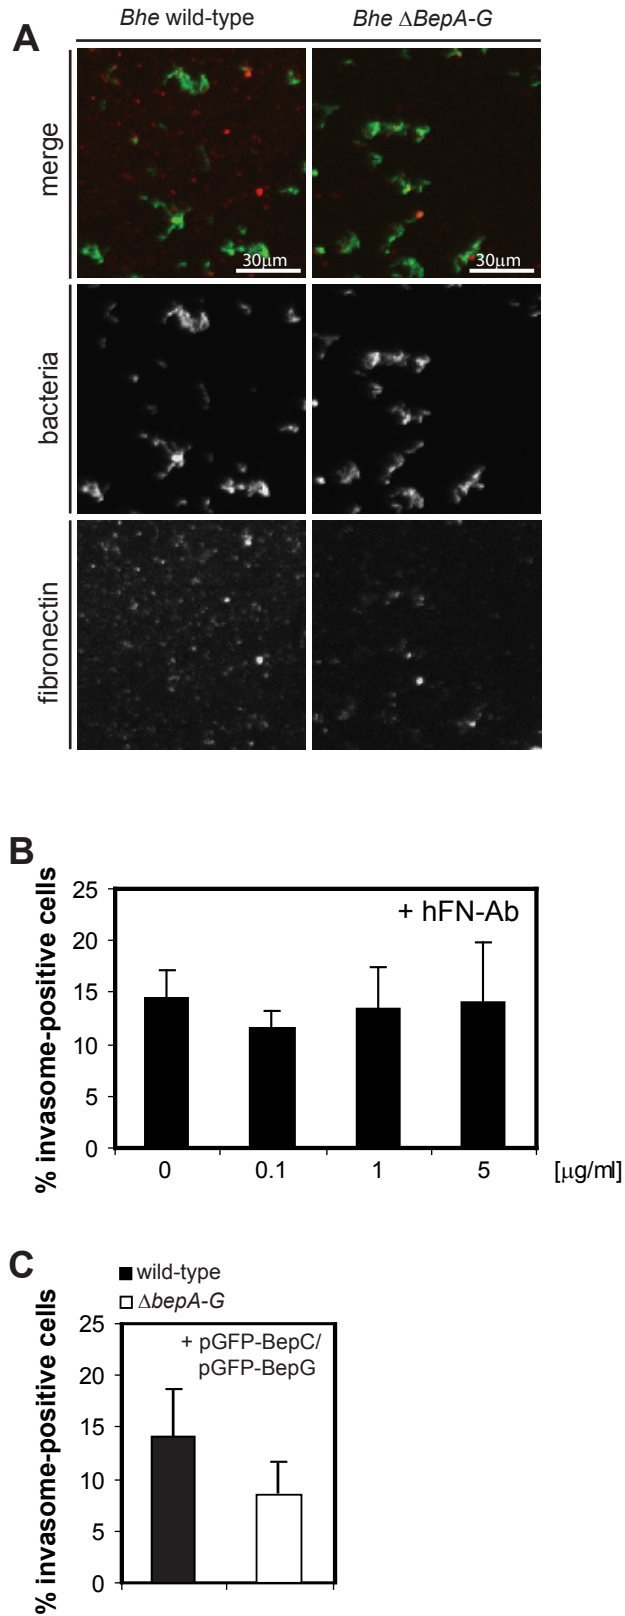 A
Bhe wild-type
Bhe ΔBepA-G
merge
30μm
30μm
bacteria
fibronectin
B
% invasome-positive cells
25
20
15
10
5
0
+ hFN-Ab
0 0.1 1 5 [μg/ml]
C
wild-type
ΔbepA-G
% invasome-positive cells
25
20
15
10
5
0
+ pGFP-BepC/
pGFP-BepG